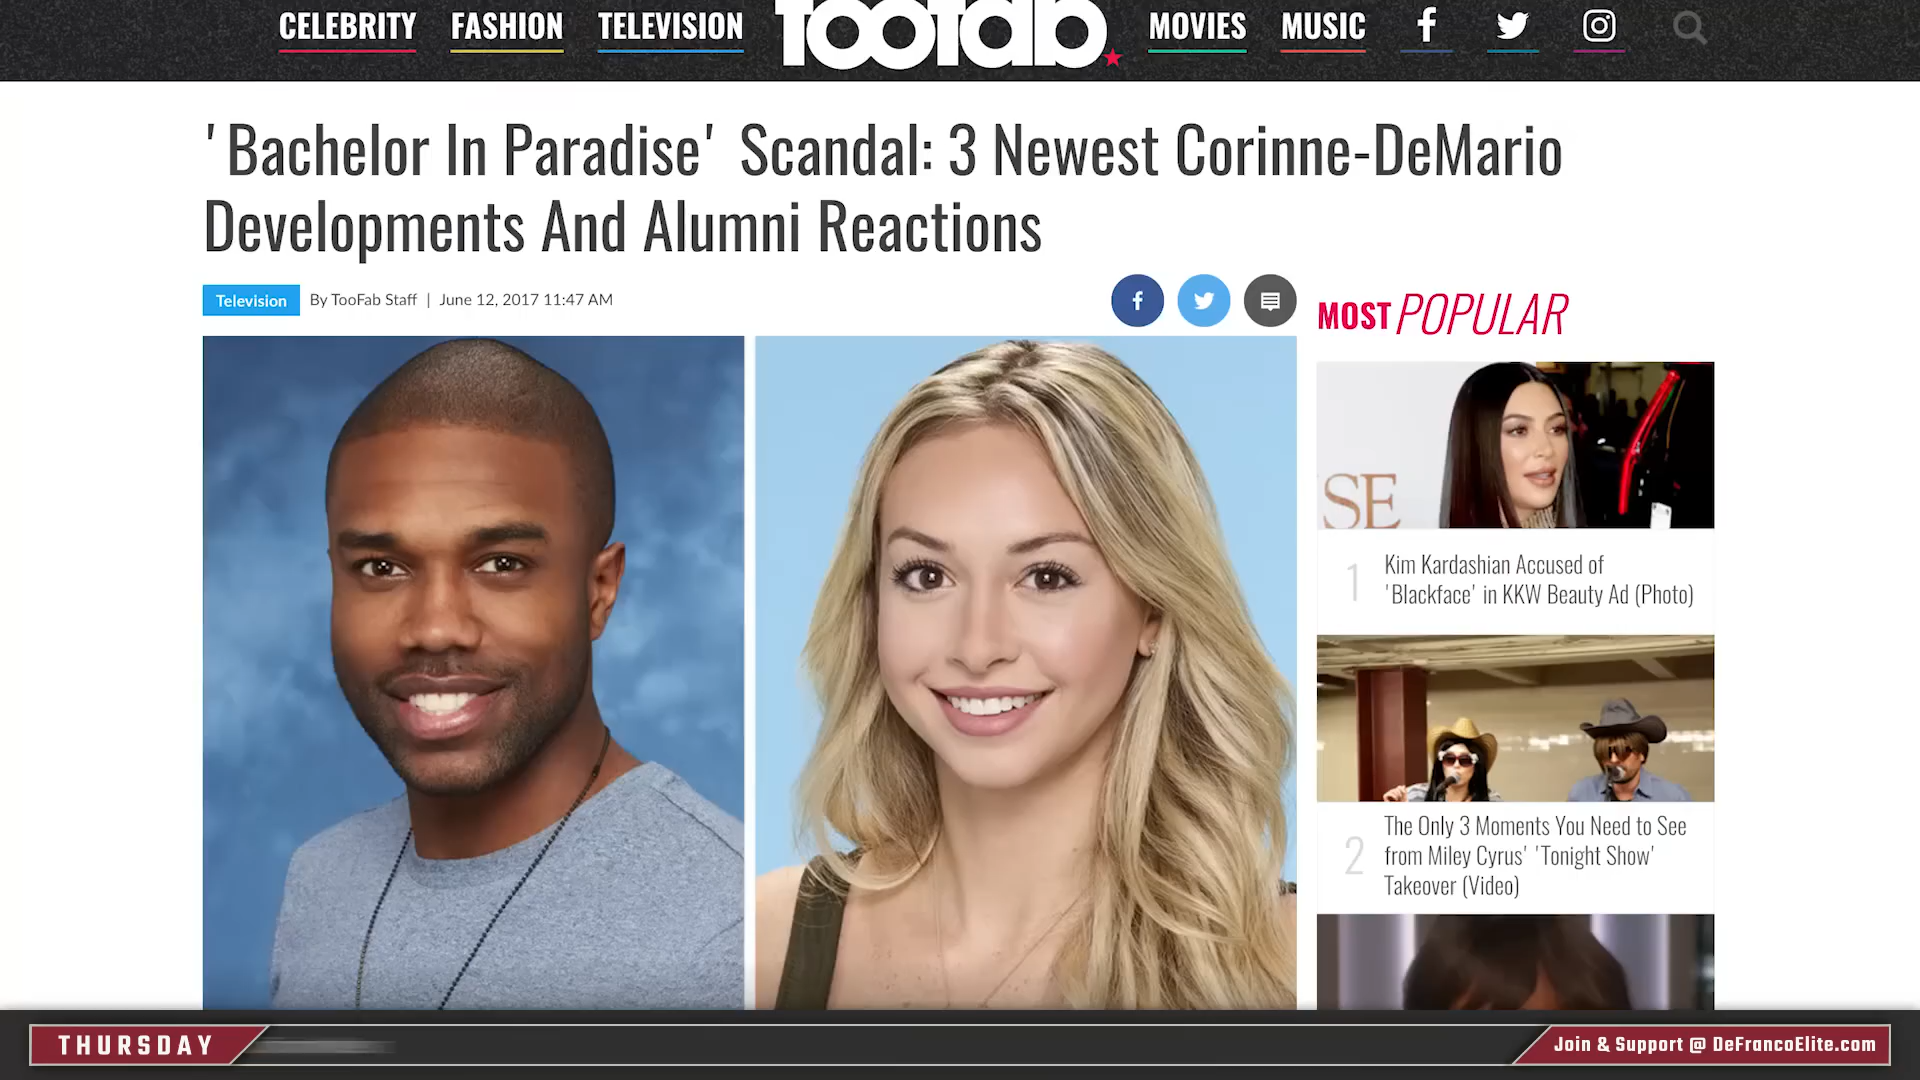 CELEBRITY FASHION TELEVISION toofab MOVIES MUSIC
'Bachelor In Paradise' Scandal: 3 Newest Corinne-DeMario
Developments And Alumni Reactions
Television By TooFab Staff | June 12, 2017 11:47 AM
MOST POPULAR
SE
1
Kim Kardashian Accused of
'Blackface' in KKW Beauty Ad (Photo)
2
The Only 3 Moments You Need to See
from Miley Cyrus' 'Tonight Show'
Takeover (Video)
THURSDAY
Join & Support @ DeFrancoElite.com